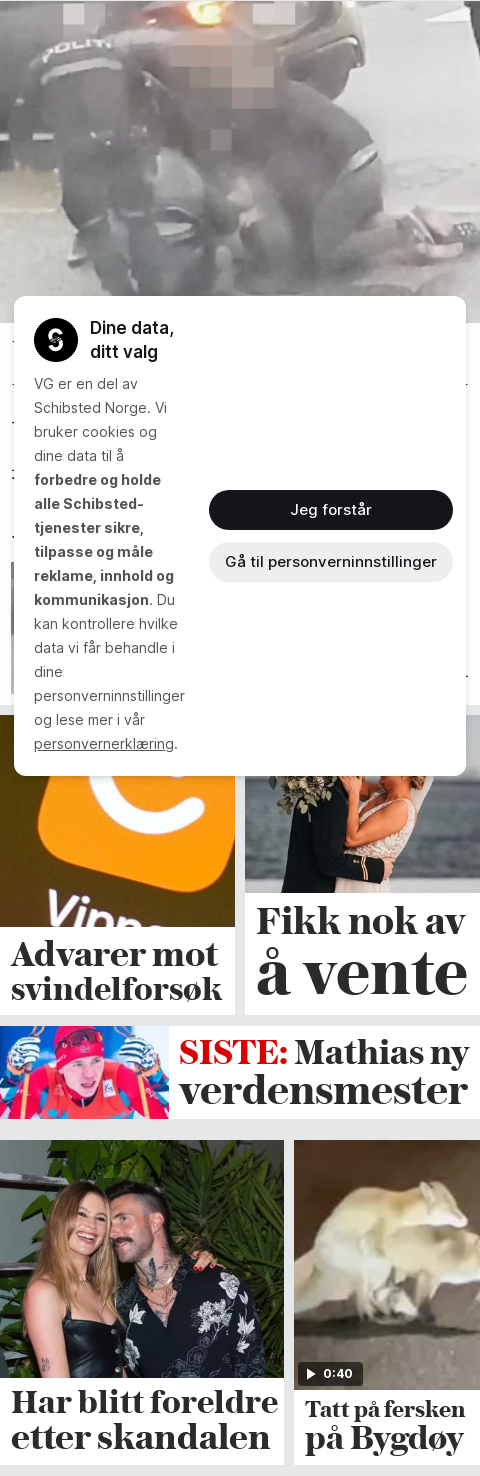 POLITI
Dine data,
ditt valg
VG er en del av
Schibsted Norge. Vi
bruker cookies og
dine data til å
forbedre og holde
alle Schibsted-
tjenester sikre,
tilpasse og måle
reklame, innhold og
kommunikasjon. Du
kan kontrollere hvilke
data vi får behandle i
dine
personverninnstillinger
og lese mer i vår
personvernerklæring.
Jeg forstår
Gå til personverninnstillinger
Advarer mot
svindelforsøk
Fikk nok av
å vente
SISTE: Mathias ny
verdensmester
Har blitt foreldre
etter skandalen
0:40
Tatt på fersken
på Bygdøy